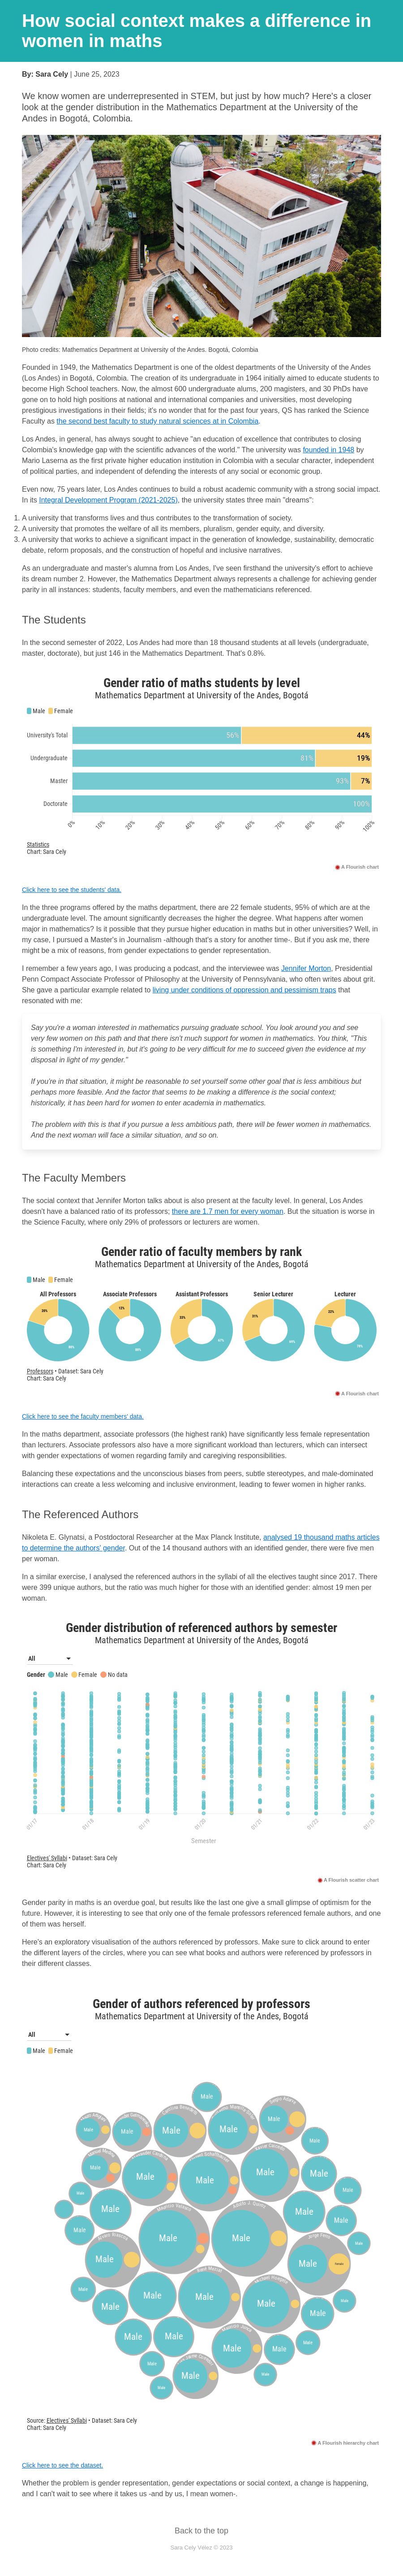 How social context makes a difference in
women in maths
By: Sara Cely | June 25, 2023
We know women are underrepresented in STEM, but just by how much? Here's a closer
look at the gender distribution in the Mathematics Department at the University of the
Andes in Bogotá, Colombia.
Photo credits: Mathematics Department at University of the Andes. Bogotá, Colombia
Founded in 1949, the Mathematics Department is one of the oldest departments of the University of the Andes
(Los Andes) in Bogotá, Colombia. The creation of its undergraduate in 1964 initially aimed to educate students to
become High School teachers. Now, the almost 600 undergraduate alums, 200 magisters, and 30 PhDs have
gone on to hold high positions at national and international companies and universities, most developing
prestigious investigations in their fields; it's no wonder that for the past four years, QS has ranked the Science
Faculty as the second best faculty to study natural sciences at in Colombia.
Los Andes, in general, has always sought to achieve "an education of excellence that contributes to closing
Colombia's knowledge gap with the scientific advances of the world." The university was founded in 1948 by
Mario Laserna as the first private higher education institution in Colombia with a secular character, independent
of political parties, and independent of defending the interests of any social or economic group.
Even now, 75 years later, Los Andes continues to build a robust academic community with a strong social impact.
In its Integral Development Program (2021-2025), the university states three main "dreams":
1. A university that transforms lives and thus contributes to the transformation of society.
2. A university that promotes the welfare of all its members, pluralism, gender equity, and diversity.
3. A university that works to achieve a significant impact in the generation of knowledge, sustainability, democratic
debate, reform proposals, and the construction of hopeful and inclusive narratives.
As an undergraduate and master's alumna from Los Andes, I've seen firsthand the university's effort to achieve
its dream number 2. However, the Mathematics Department always represents a challenge for achieving gender
parity in all instances: students, faculty members, and even the mathematicians referenced.
The Students
In the second semester of 2022, Los Andes had more than 18 thousand students at all levels (undergraduate,
master, doctorate), but just 146 in the Mathematics Department. That's 0.8%.
Gender ratio of maths students by level
Mathematics Department at University of the Andes, Bogotá
Male Female
University's Total 56% 44%
Undergraduate 81% 19%
Master 93% 7%
Doctorate 100%
0% 10% 20% 30% 40% 50% 60% 70% 80% 90% 100%
Statistics
Chart: Sara Cely
A Flourish chart
Click here to see the students' data.
In the three programs offered by the maths department, there are 22 female students, 95% of which are at the
undergraduate level. The amount significantly decreases the higher the degree. What happens after women
major in mathematics? Is it possible that they pursue higher education in maths but in other universities? Well, in
my case, I pursued a Master's in Journalism -although that's a story for another time-. But if you ask me, there
might be a mix of reasons, from gender expectations to gender representation.
I remember a few years ago, I was producing a podcast, and the interviewee was Jennifer Morton, Presidential
Penn Compact Associate Professor of Philosophy at the University of Pennsylvania, who often writes about grit.
She gave a particular example related to living under conditions of oppression and pessimism traps that
resonated with me:
Say you're a woman interested in mathematics pursuing graduate school. You look around you and see
very few women on this path and that there isn't much support for women in mathematics. You think, "This
is something I'm interested in, but it's going to be very difficult for me to succeed given the evidence at my
disposal in light of my gender."
If you're in that situation, it might be reasonable to set yourself some other goal that is less ambitious but
perhaps more feasible. And the factor that seems to be making a difference is the social context;
historically, it has been hard for women to enter academia in mathematics.
The problem with this is that if you pursue a less ambitious path, there will be fewer women in mathematics.
And the next woman will face a similar situation, and so on.
The Faculty Members
The social context that Jennifer Morton talks about is also present at the faculty level. In general, Los Andes
doesn't have a balanced ratio of its professors; there are 1.7 men for every woman. But the situation is worse in
the Science Faculty, where only 29% of professors or lecturers are women.
Gender ratio of faculty members by rank
Mathematics Department at University of the Andes, Bogotá
Male Female
All Professors Associate Professors Assistant Professors Senior Lecturer Lecturer
Professors • Dataset: Sara Cely
Chart: Sara Cely
A Flourish chart
Click here to see the faculty members' data.
In the maths department, associate professors (the highest rank) have significantly less female representation
than lecturers. Associate professors also have a more significant workload than lecturers, which can intersect
with gender expectations of women regarding family and caregiving responsibilities.
Balancing these expectations and the unconscious biases from peers, subtle stereotypes, and male-dominated
interactions can create a less welcoming and inclusive environment, leading to fewer women in higher ranks.
The Referenced Authors
Nikoleta E. Glynatsi, a Postdoctoral Researcher at the Max Planck Institute, analysed 19 thousand maths articles
to determine the authors' gender. Out of the 14 thousand authors with an identified gender, there were five men
per woman.
In a similar exercise, I analysed the referenced authors in the syllabi of all the electives taught since 2017. There
were 399 unique authors, but the ratio was much higher for those with an identified gender: almost 19 men per
woman.
Gender distribution of referenced authors by semester
Mathematics Department at University of the Andes, Bogotá
All
Gender Male Female No data
01/17 01/18 01/19 01/20 01/21 01/22 01/23
Semester
Electives' Syllabi • Dataset: Sara Cely
Chart: Sara Cely
A Flourish scatter chart
Gender parity in maths is an overdue goal, but results like the last one give a small glimpse of optimism for the
future. However, it is interesting to see that only one of the female professors referenced female authors, and one
of them was herself.
Here's an exploratory visualisation of the authors referenced by professors. Make sure to click around to enter
the different layers of the circles, where you can see what books and authors were referenced by professors in
their different classes.
Gender of authors referenced by professors
Mathematics Department at University of the Andes, Bogotá
All
Male Female
Male
Male Male Male Male Male
Male
Male Male Male Male Male
Male
Male Male Male Male
Male Male Male Male
Male Male Female
Male Male Male Male Male
Male Male
Male Male Male Male Male
Male Male Male
Male
Source: Electives' Syllabi • Dataset: Sara Cely
Chart: Sara Cely
A Flourish hierarchy chart
Click here to see the dataset.
Whether the problem is gender representation, gender expectations or social context, a change is happening,
and I can't wait to see where it takes us -and by us, I mean women-.
Back to the top
Sara Cely Vélez © 2023